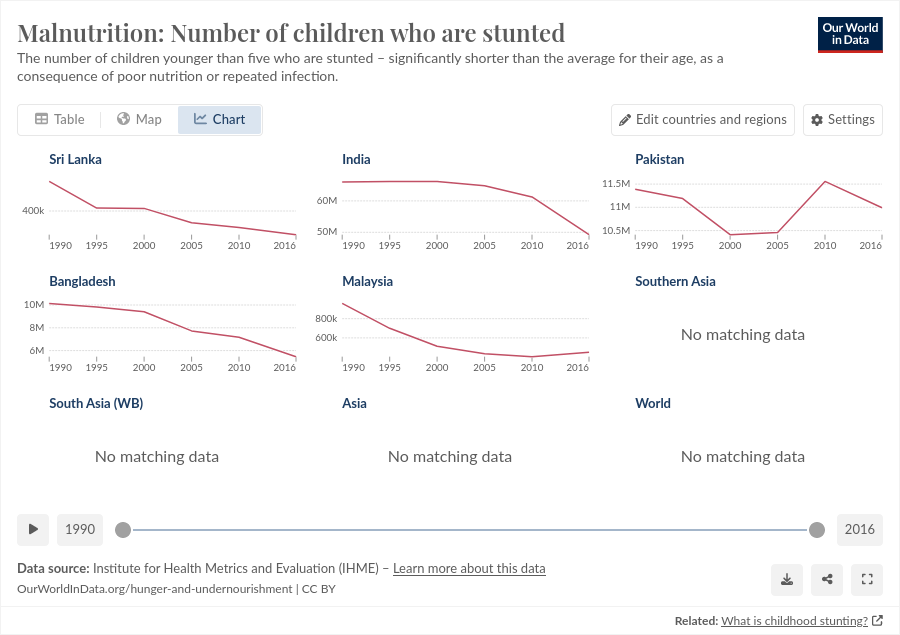 Malnutrition: Number of children who are stunted
Our World
in Data
The number of children younger than five who are stunted – significantly shorter than the average for their age, as a
consequence of poor nutrition or repeated infection.
Table
Map
Chart
Edit countries and regions
Settings
Sri Lanka
400k
1990 1995 2000 2005 2010 2016
India
60M
50M
1990 1995 2000 2005 2010 2016
Pakistan
11.5M
11M
10.5M
1990 1995 2000 2005 2010 2016
Bangladesh
10M
8M
6M
1990 1995 2000 2005 2010 2016
Malaysia
800k
600k
1990 1995 2000 2005 2010 2016
Southern Asia
No matching data
South Asia (WB)
No matching data
Asia
No matching data
World
No matching data
1990
2016
Data source: Institute for Health Metrics and Evaluation (IHME) – Learn more about this data
OurWorldInData.org/hunger-and-undernourishment | CC BY
Related: What is childhood stunting?